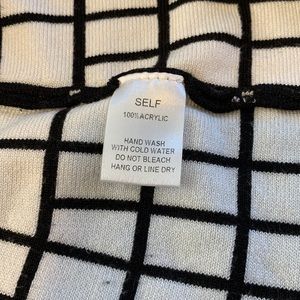 SELF
100% ACRYLIC
HAND WASH
WITH COLD WATER
DO NOT BLEACH
HANG OR LINE DRY